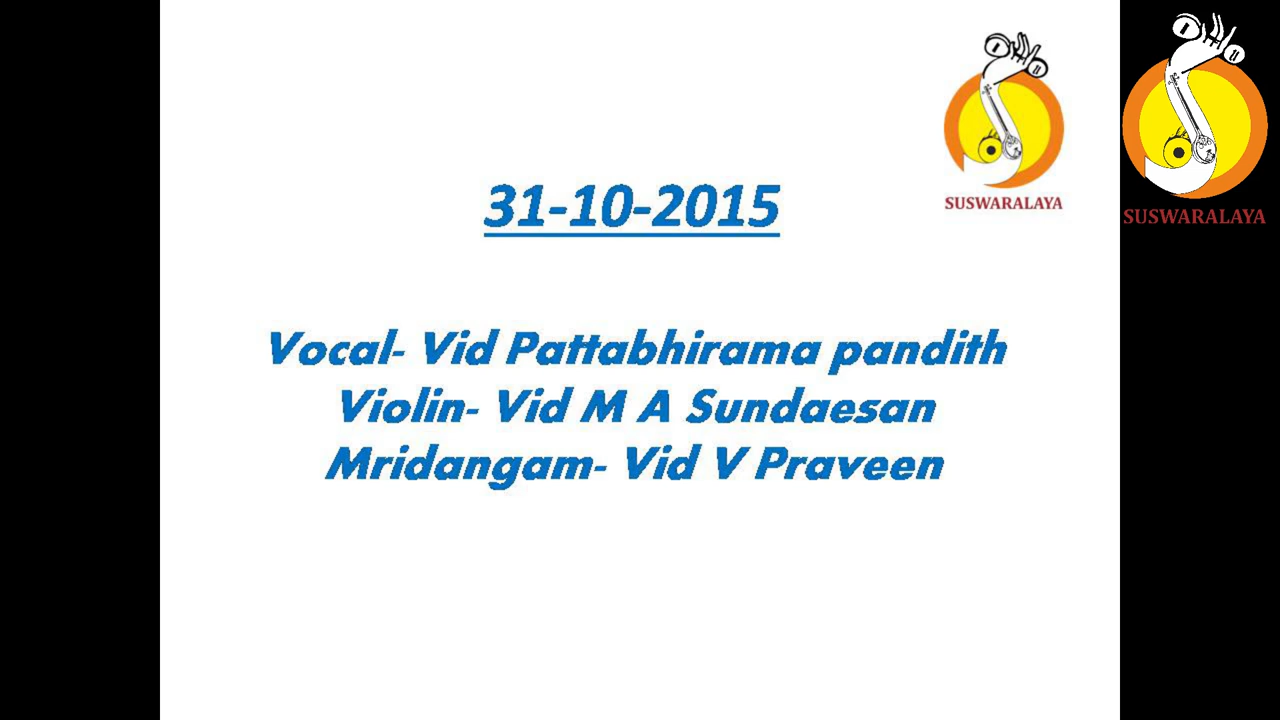 SUSWARALAYA
SUSWARALAYA
31-10-2015
Vocal- Vid Pattabhirama pandith
Violin- Vid M A Sundaesan
Mridangam- Vid V Praveen